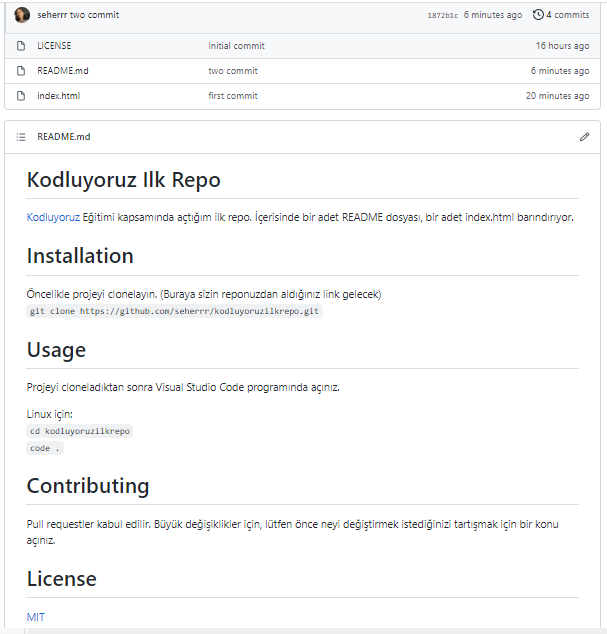 seherrr two commit 1872b1c 6 minutes ago 4 commits
LICENSE Initial commit 16 hours ago
README.md two commit 6 minutes ago
index.html first commit 20 minutes ago
README.md
Kodluyoruz Ilk Repo
Kodluyoruz Eğitimi kapsamında açtığım ilk repo. İçerisinde bir adet README dosyası, bir adet index.html barındırıyor.
Installation
Öncelikle projeyi clonelayın. (Buraya sizin reponuzdan aldığınız link gelecek)
git clone https://github.com/seherrr/kodluyoruzilkrepo.git
Usage
Projeyi cloneladıktan sonra Visual Studio Code programında açınız.
Linux için:
cd kodluyoruzilkrepo
code .
Contributing
Pull requestler kabul edilir. Büyük değişiklikler için, lütfen önce neyi değiştirmek istediğinizi tartışmak için bir konu
açınız.
License
MIT